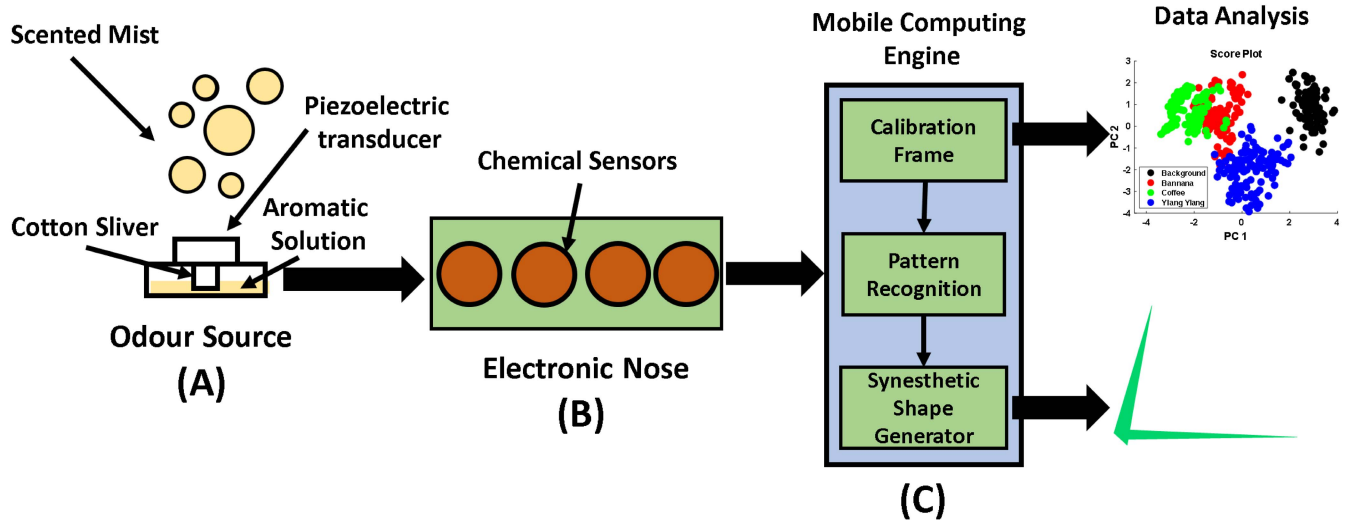 Scented Mist
Piezoelectric
transducer
Cotton Sliver
Aromatic
Solution
Odour Source
(A)
Chemical Sensors
Electronic Nose
(B)
Mobile Computing
Engine
Calibration
Frame
Pattern
Recognition
Synesthetic
Shape
Generator
(C)
Data Analysis
Score Plot
3
2
1
0
-1
-2
-3
-4
PC 2
Background
Bannana
Coffee
Ylang Ylang
-4
-2
0
2
4
PC 1